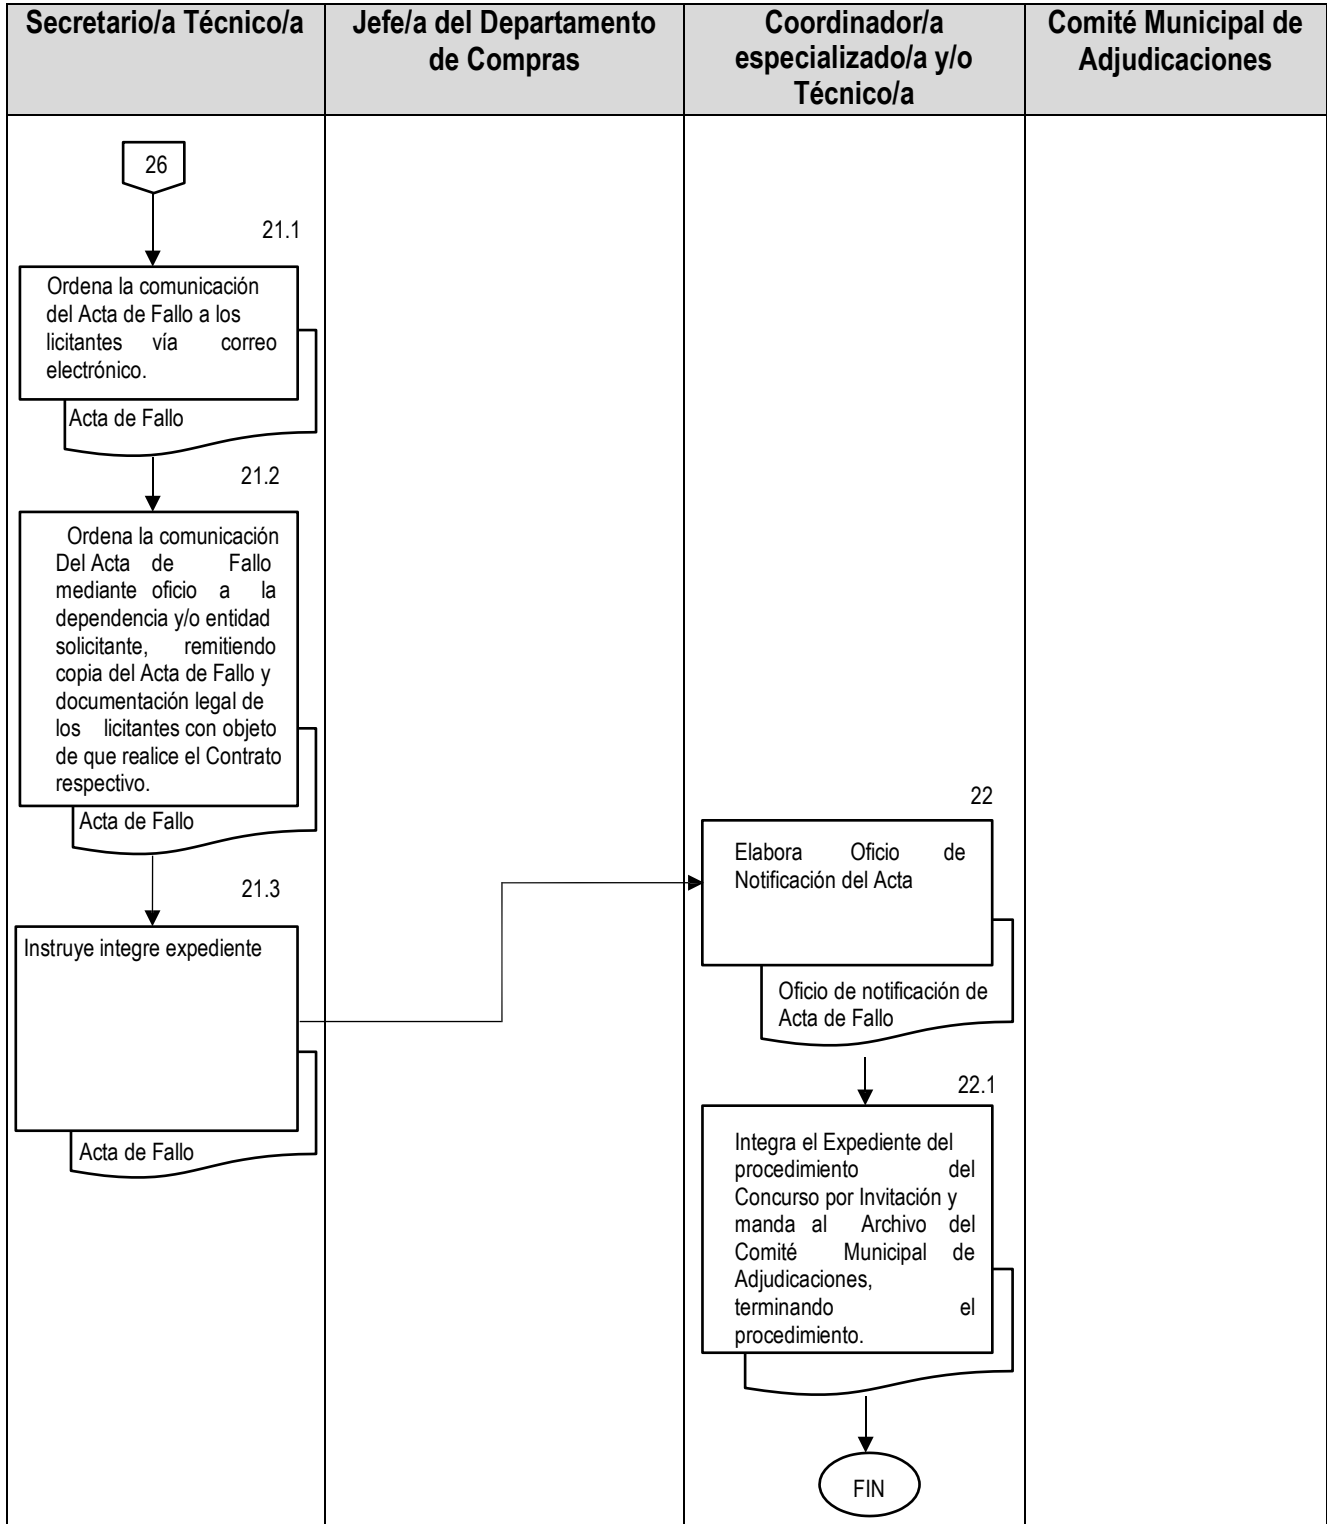 Secretario/a Técnico/a
Jefe/a del Departamento
de Compras
Coordinador/a
especializado/a y/o
Técnico/a
Comité Municipal de
Adjudicaciones
26
21.1
Ordena la comunicación
del Acta de Fallo a los
licitantes vía correo
electrónico.
Acta de Fallo
21.2
Ordena la comunicación
Del Acta de Fallo
mediante oficio a la
dependencia y/o entidad
solicitante, remitiendo
copia del Acta de Fallo y
documentación legal de
los licitantes con objeto
de que realice el Contrato
respectivo.
Acta de Fallo
21.3
Instruye integre expediente
Acta de Fallo
22
Elabora Oficio de
Notificación del Acta
Oficio de notificación de
Acta de Fallo
22.1
Integra el Expediente del
procedimiento del
Concurso por Invitación y
manda al Archivo del
Comité Municipal de
Adjudicaciones,
terminando el
procedimiento.
FIN